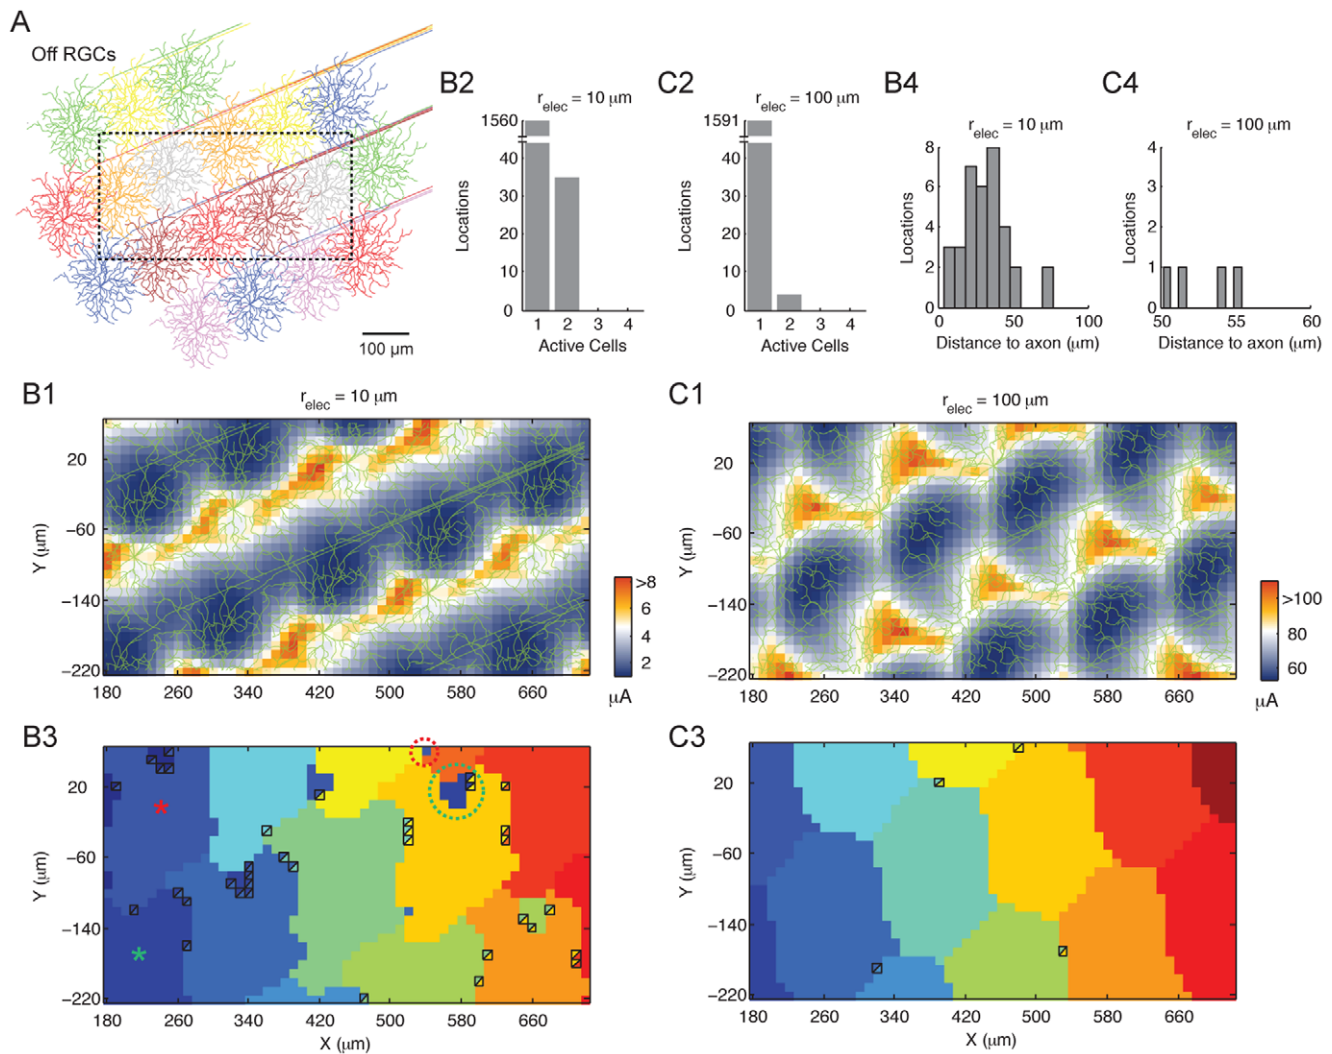 A
Off RGCs
100 µm
B2
r_elec = 10 µm
1560
40
30
20
10
0
Locations
1 2 3 4
Active Cells
C2
r_elec = 100 µm
1591
40
30
20
10
0
Locations
1 2 3 4
Active Cells
B4
r_elec = 10 µm
8
6
4
2
0
Locations
0 50 100
Distance to axon (µm)
C4
r_elec = 100 µm
4
3
2
1
0
Locations
50 55 60
Distance to axon (µm)
B1
r_elec = 10 µm
20
−60
−140
−220
Y (µm)
180 260 340 420 500 580 660
>8
6
4
2
µA
C1
r_elec = 100 µm
20
−60
−140
−220
Y (µm)
180 260 340 420 500 580 660
>100
80
60
µA
B3
20
−60
−140
−220
Y (µm)
* *
180 260 340 420 500 580 660
X (µm)
C3
20
−60
−140
−220
Y (µm)
180 260 340 420 500 580 660
X (µm)